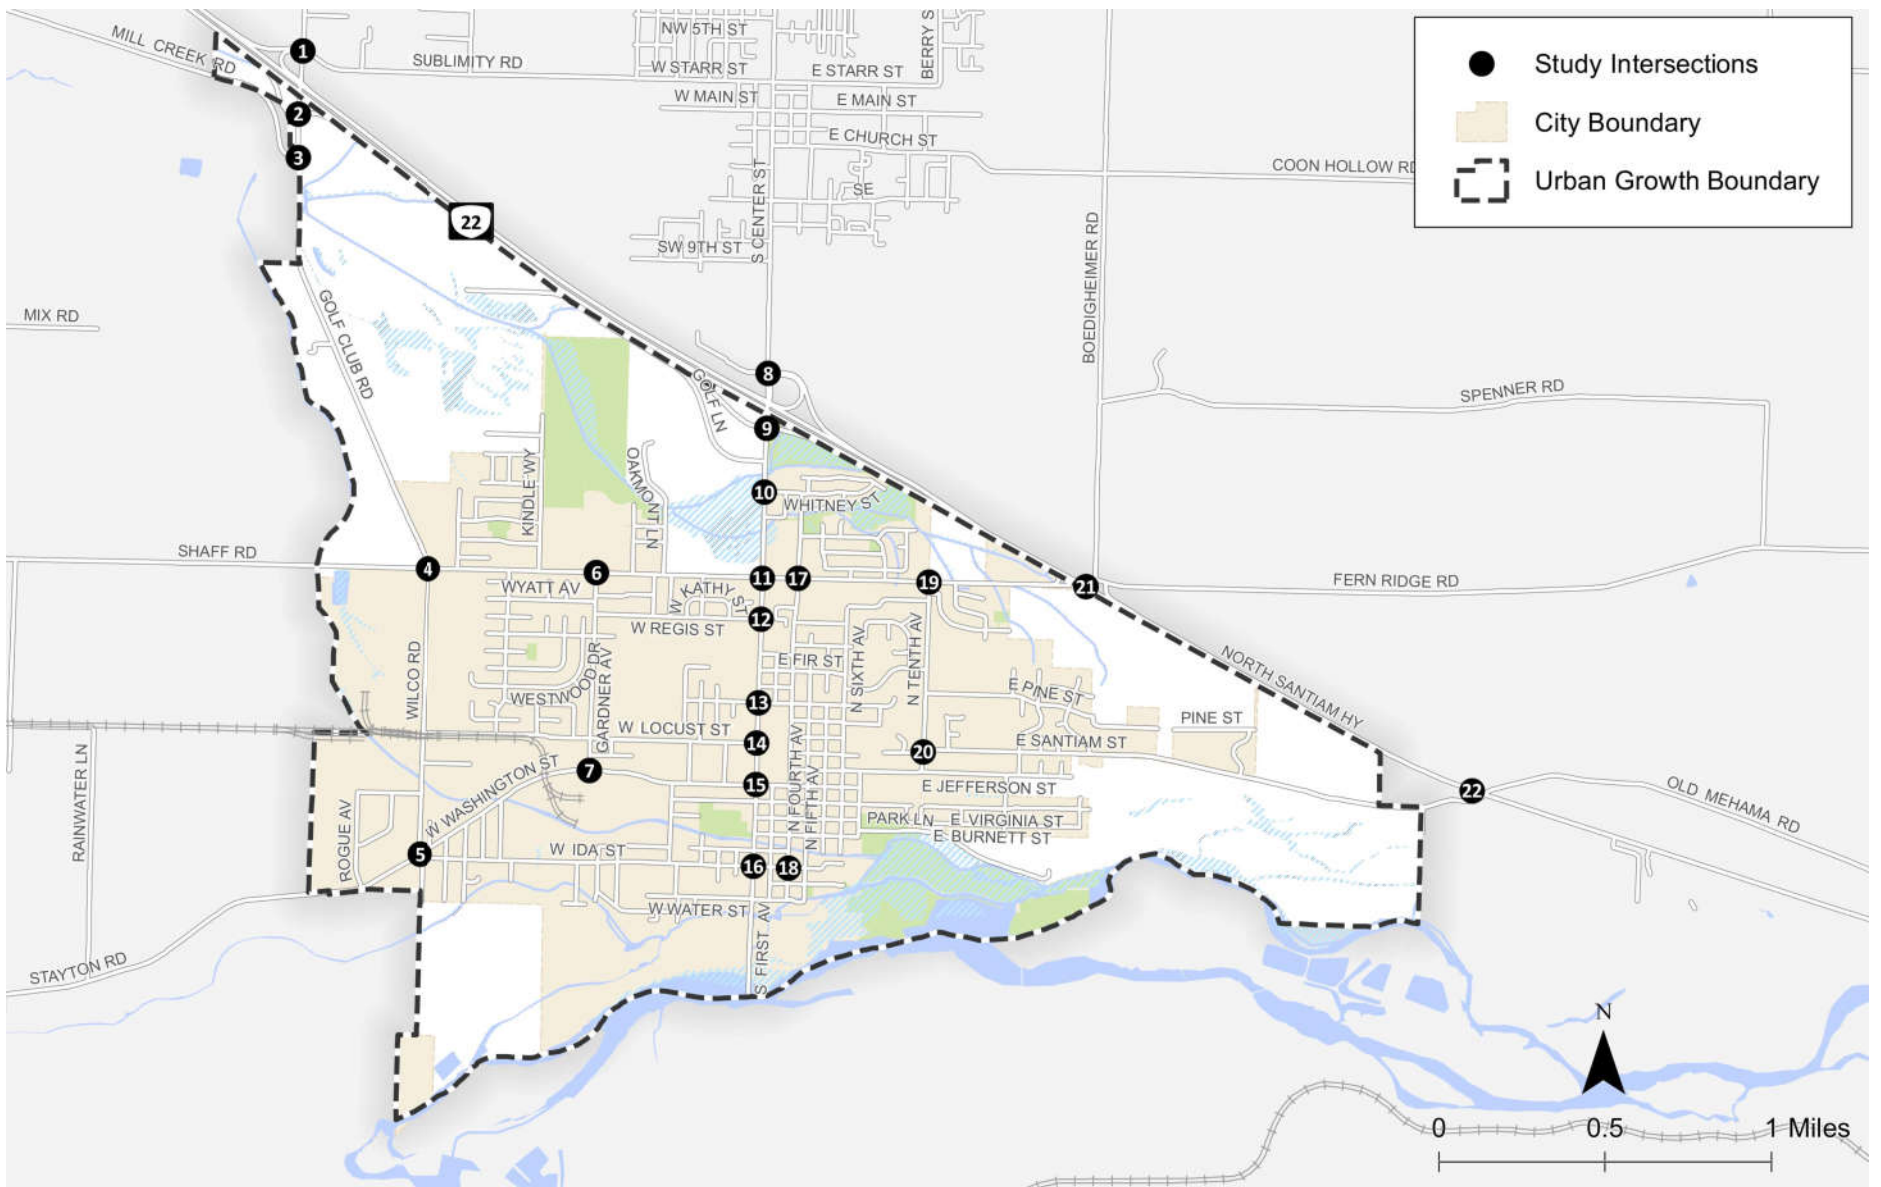 NW 5TH ST
BERRY S
MILL CREEK RD
1
SUBLIMITY RD
W STARR ST
E STARR ST
Study Intersections
W MAIN ST
E MAIN ST
2
City Boundary
E CHURCH ST
3
COON HOLLOW RD
Urban Growth Boundary
SE
S CENTER ST
22
SW 9TH ST
BOEDIGHEIMER RD
MIX RD
GOLF CLUB RD
8
GOLF LN
SPENNER RD
9
KINDLE WY
OAKMONT LN
10
WHITNEY ST
SHAFF RD
4
6
11
17
19
21
FERN RIDGE RD
WYATT AV
W KATHY ST
12
W REGIS ST
WILCO RD
WESTWOOD DR
GARDNER AV
E FIR ST
N SIXTH AV
N TENTH AV
NORTH SANTIAM HY
E PINE ST
13
PINE ST
W LOCUST ST
14
E SANTIAM ST
20
RAINWATER LN
7
15
N FOURTH AV
N FIFTH AV
E JEFFERSON ST
22
OLD MEHAMA RD
W WASHINGTON ST
ROGUE AV
PARK LN
E VIRGINIA ST
E BURNETT ST
5
W IDA ST
16
18
W WATER ST
S FIRST AV
STAYTON RD
N
0
0.5
1 Miles